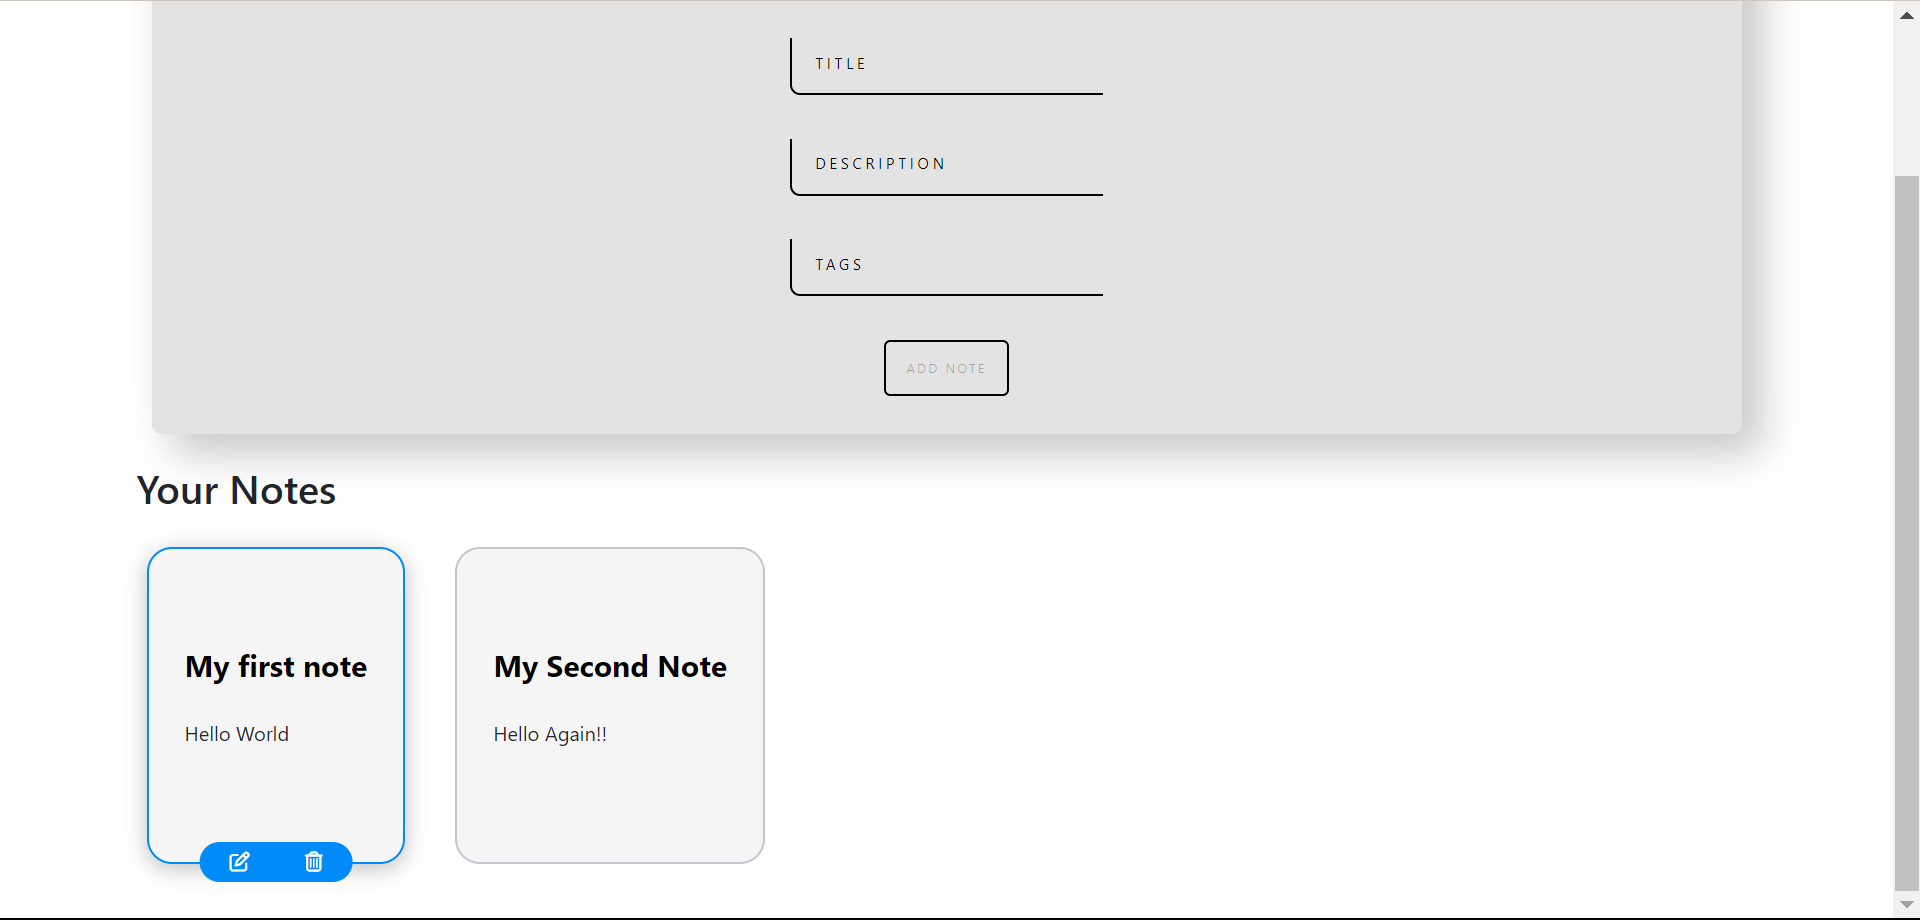 TITLE
DESCRIPTION
TAGS
ADD NOTE
Your Notes
My first note
Hello World
My Second Note
Hello Again!!